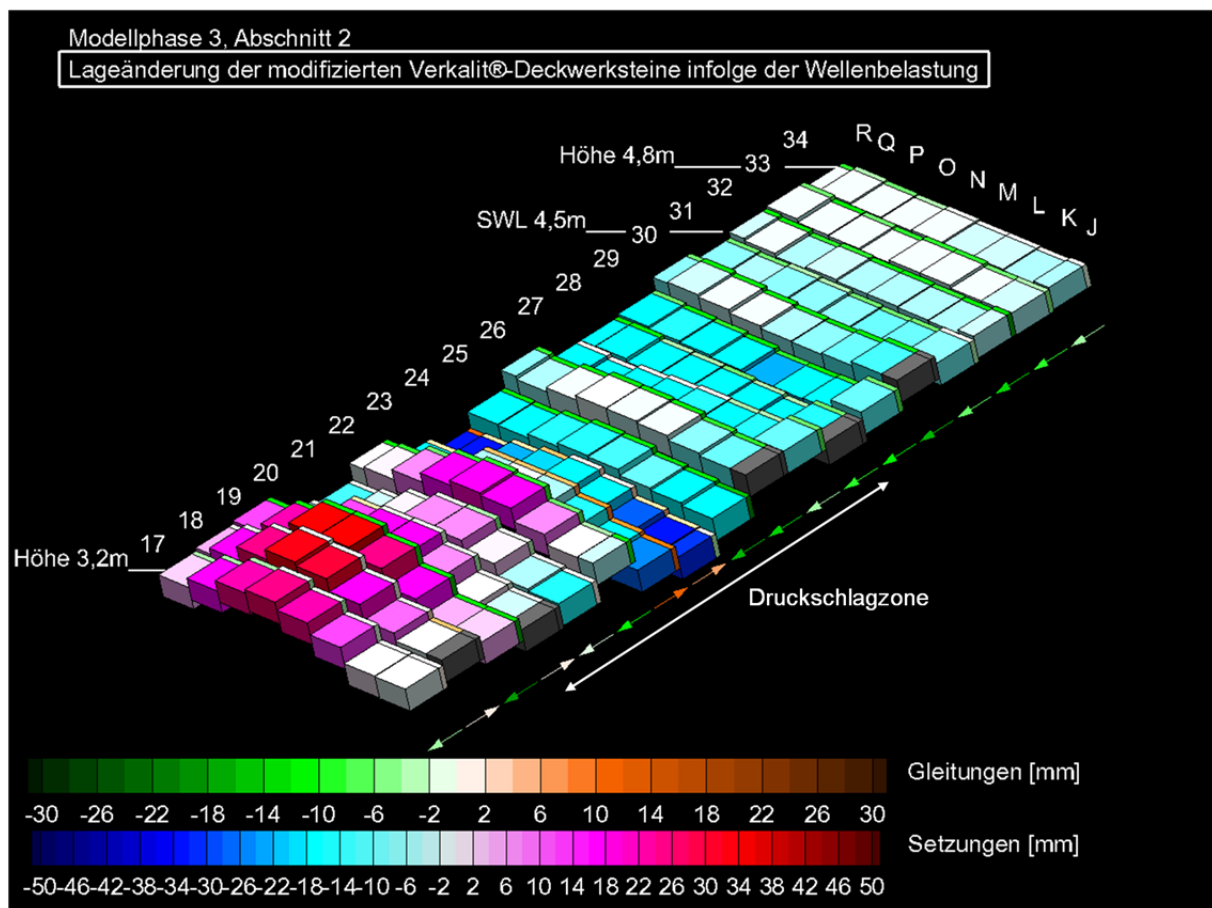 Modellphase 3, Abschnitt 2
Lageänderung der modifizierten Verkalit®-Deckwerksteine infolge der Wellenbelastung
R Q P O N M L K J
34
Höhe 4,8m 33
32
31
SWL 4,5m 30
29
28
27
26
25
24
23
22
21
20
19
18
17
Höhe 3,2m
Druckschlagzone
Gleitungen [mm]
-30 -26 -22 -18 -14 -10 -6 -2 2 6 10 14 18 22 26 30
Setzungen [mm]
-50-46-42-38-34-30-26-22-18-14-10 -6 -2 2 6 10 14 18 22 26 30 34 38 42 46 50